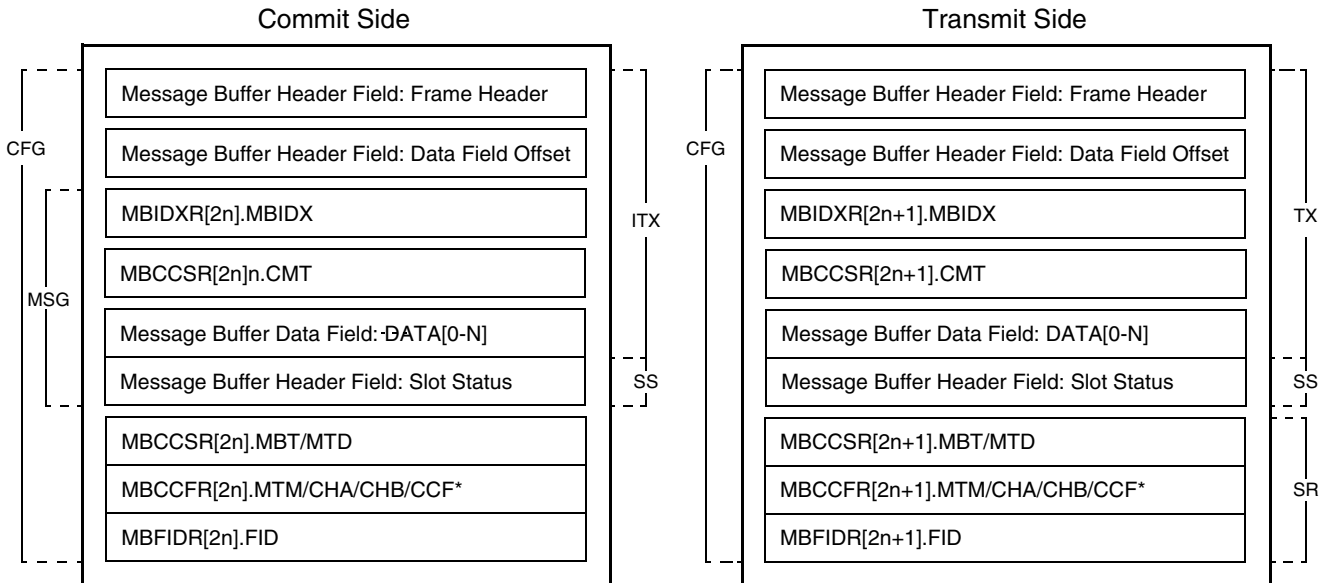 Commit Side
Transmit Side
CFG
MSG
Message Buffer Header Field: Frame Header
Message Buffer Header Field: Data Field Offset
MBIDXR[2n].MBIDX
MBCCSR[2n]n.CMT
Message Buffer Data Field: DATA[0-N]
Message Buffer Header Field: Slot Status
MBCCSR[2n].MBT/MTD
MBCCFR[2n].MTM/CHA/CHB/CCF*
MBFIDR[2n].FID
ITX
SS
CFG
Message Buffer Header Field: Frame Header
Message Buffer Header Field: Data Field Offset
MBIDXR[2n+1].MBIDX
MBCCSR[2n+1].CMT
Message Buffer Data Field: DATA[0-N]
Message Buffer Header Field: Slot Status
MBCCSR[2n+1].MBT/MTD
MBCCFR[2n+1].MTM/CHA/CHB/CCF*
MBFIDR[2n+1].FID
TX
SS
SR